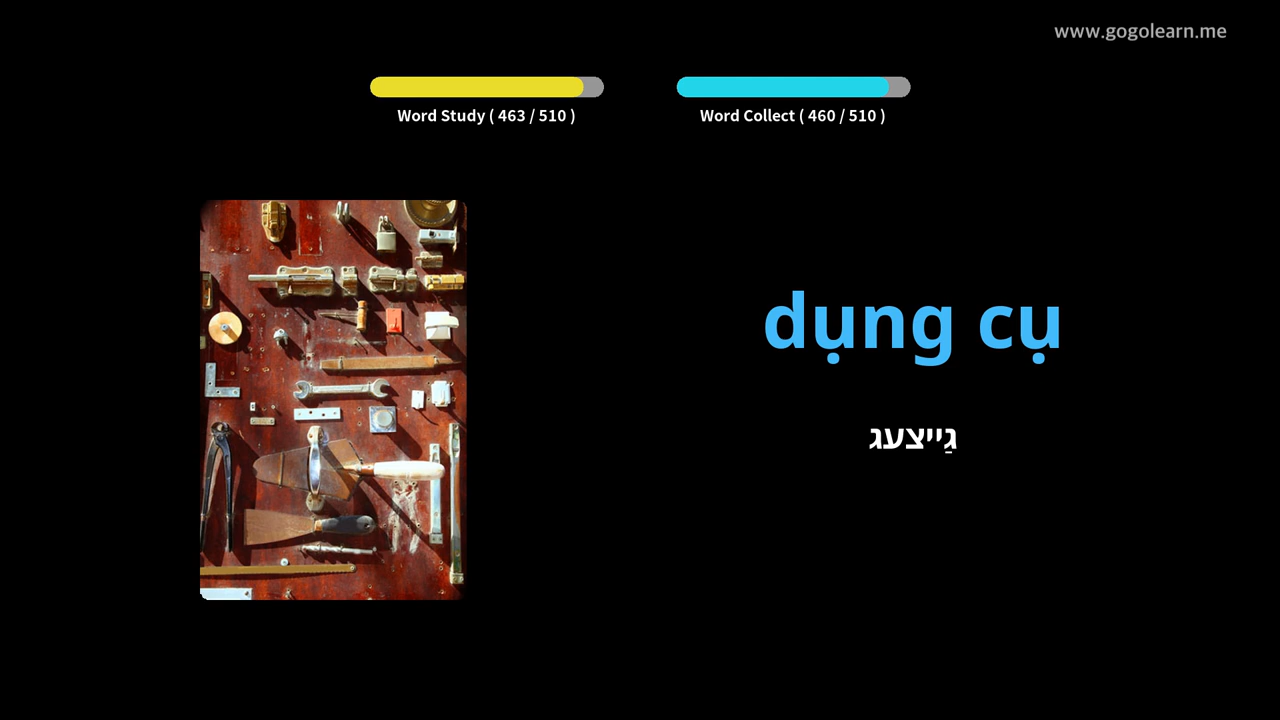 www.gogolearn.me
Word Study ( 463 / 510 )
Word Collect ( 460 / 510 )
dụng cụ
גַייצעג